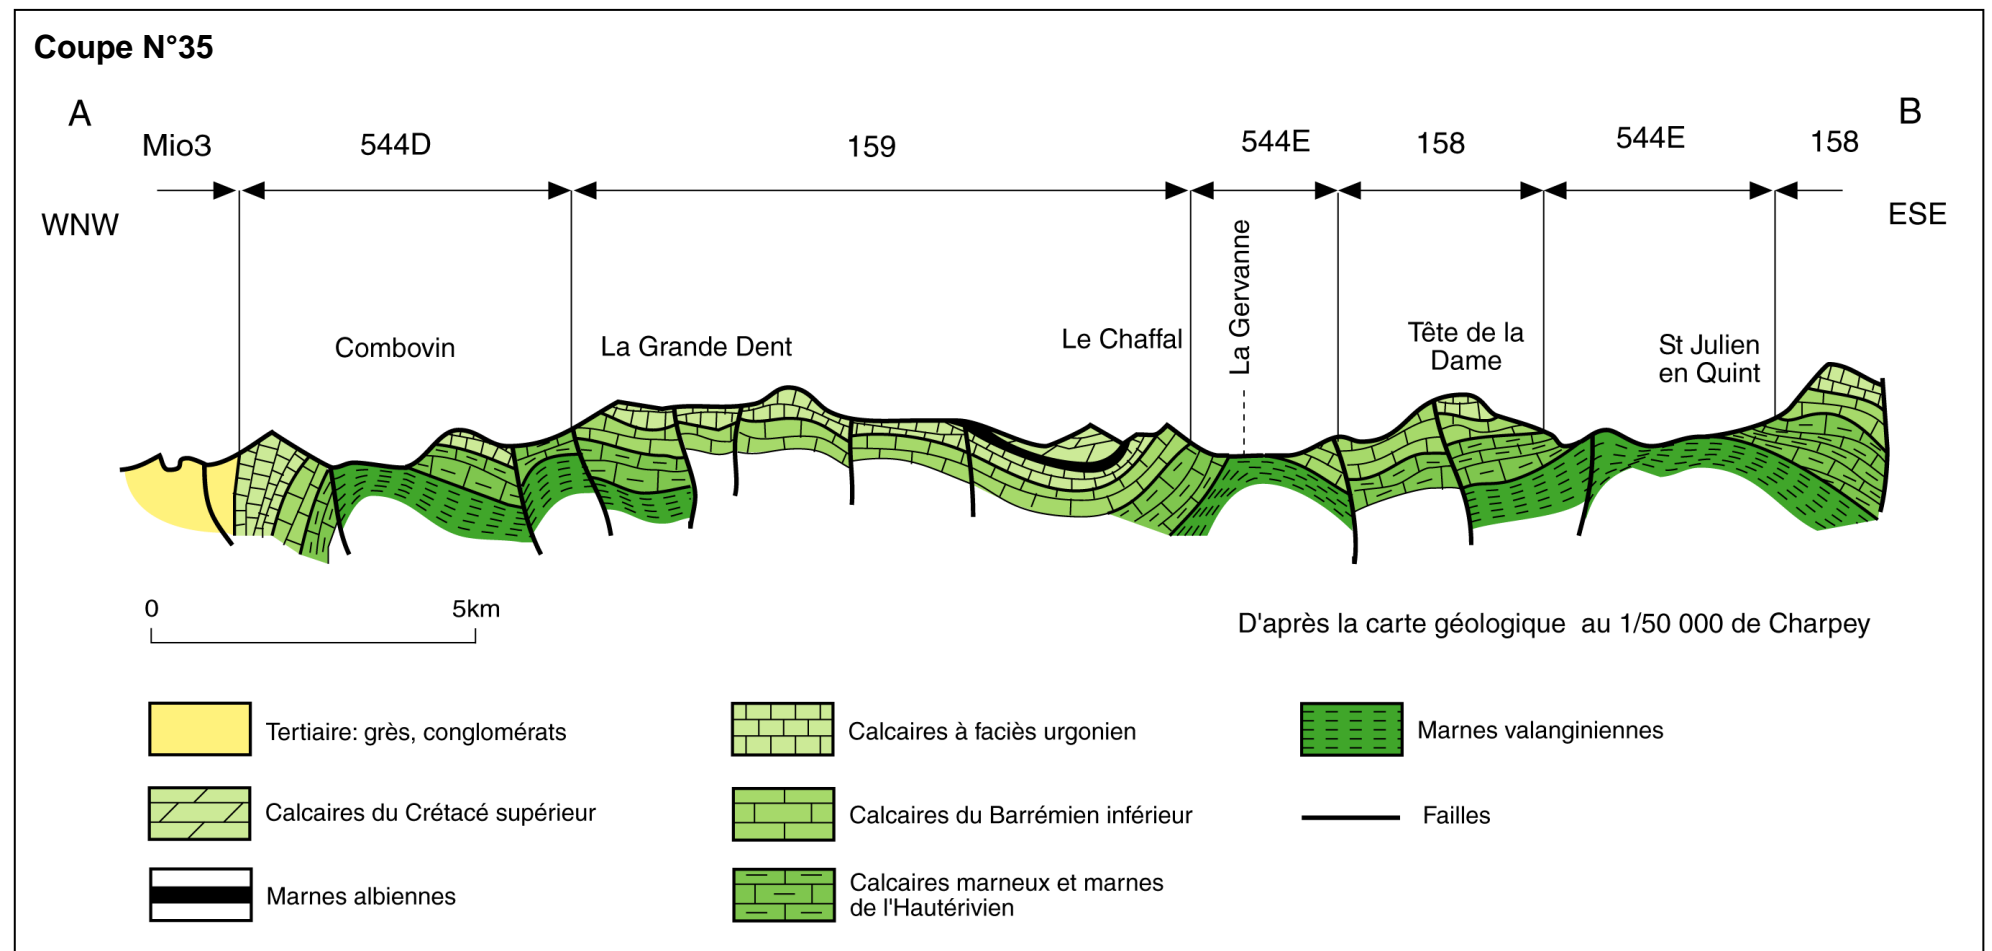 Coupe N°35
A
B
Mio3
544D
159
544E
158
544E
158
WNW
ESE
La Gervanne
Combovin
La Grande Dent
Le Chaffal
Tête de la
Dame
St Julien
en Quint
0
5km
D'après la carte géologique au 1/50 000 de Charpey
Tertiaire: grès, conglomérats
Calcaires à faciès urgonien
Marnes valanginiennes
Calcaires du Crétacé supérieur
Calcaires du Barrémien inférieur
Failles
Marnes albiennes
Calcaires marneux et marnes
de l'Hautérivien